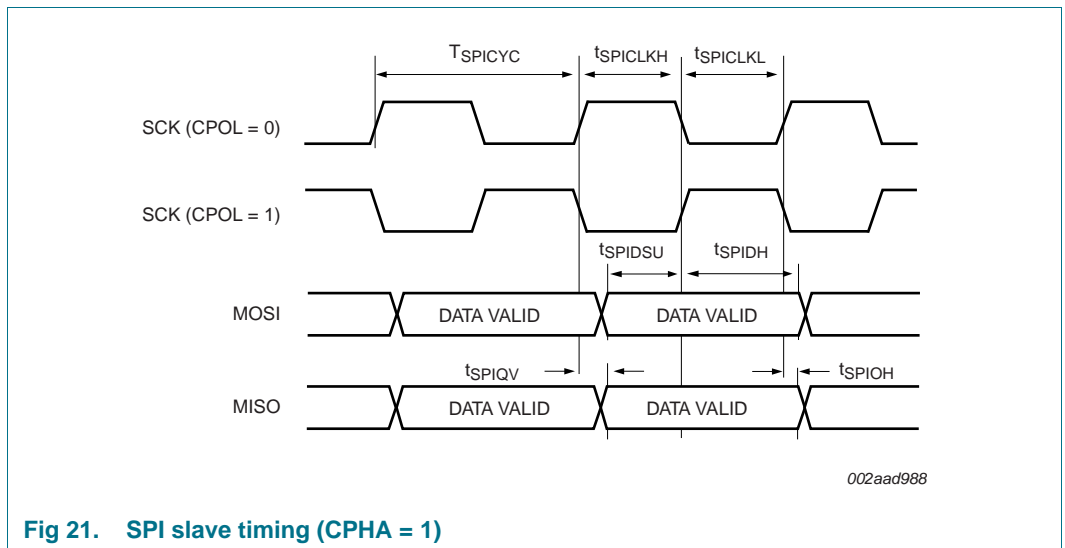 TSPICYC tSPICLKH tSPICLKL
SCK (CPOL = 0)
SCK (CPOL = 1)
tSPIDSU tSPIDH
MOSI DATA VALID DATA VALID
tSPIQV tSPIOH
MISO DATA VALID DATA VALID
002aad988
Fig 21. SPI slave timing (CPHA = 1)